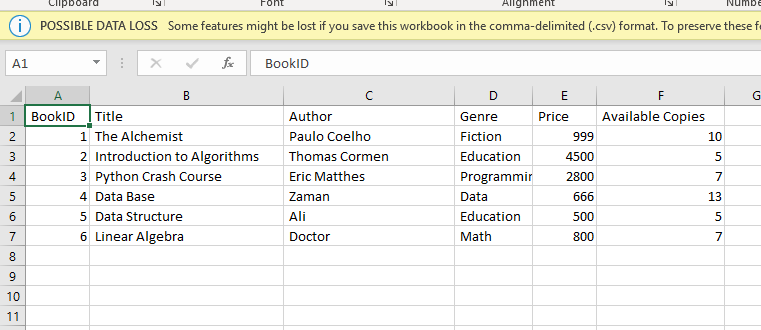 Clipboard Font Alignment Numbe
POSSIBLE DATA LOSS Some features might be lost if you save this workbook in the comma-delimited (.csv) format. To preserve these f
A1 fx BookID
A B C D E F G
1 BookID Title Author Genre Price Available Copies
2 1 The Alchemist Paulo Coelho Fiction 999 10
3 2 Introduction to Algorithms Thomas Cormen Education 4500 5
4 3 Python Crash Course Eric Matthes Programmin 2800 7
5 4 Data Base Zaman Data 666 13
6 5 Data Structure Ali Education 500 5
7 6 Linear Algebra Doctor Math 800 7
8
9
10
11